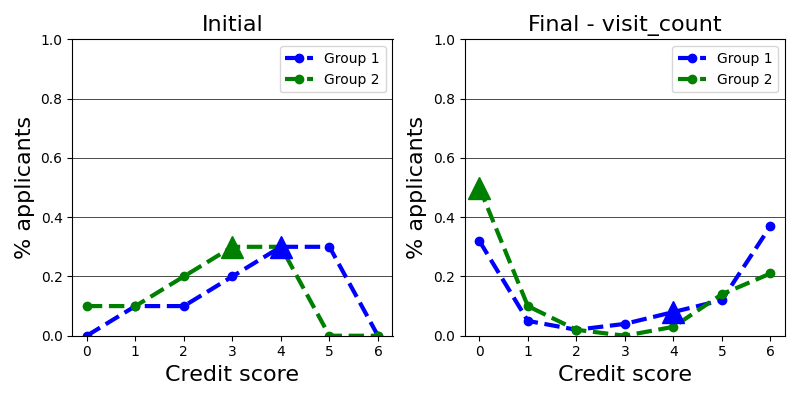 Initial
Final - visit_count
1.0
0.8
0.6
0.4
0.2
0.0
% applicants
0 1 2 3 4 5 6
Credit score
Group 1
Group 2
1.0
0.8
0.6
0.4
0.2
0.0
% applicants
0 1 2 3 4 5 6
Credit score
Group 1
Group 2